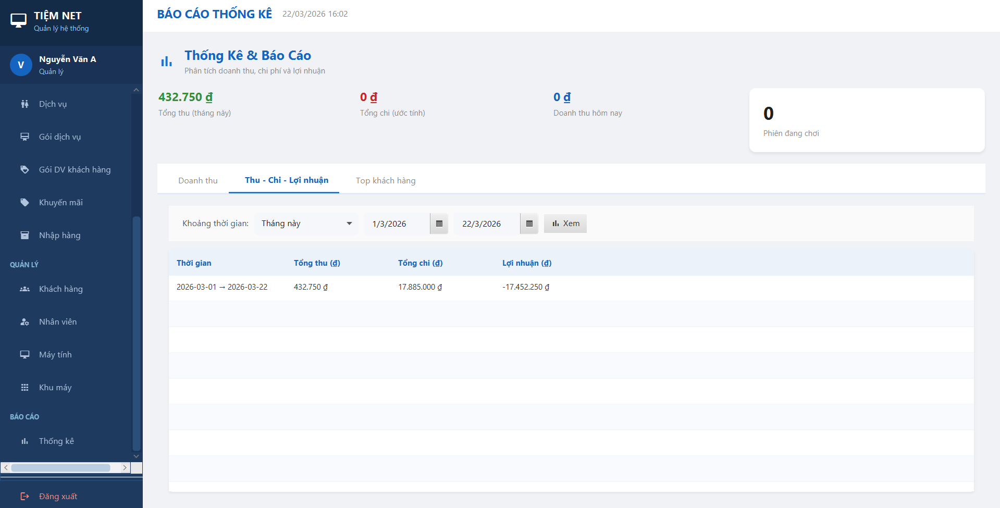 TIỆM NET
Quản lý hệ thống
V
Nguyễn Văn A
Quản lý
Dịch vụ
Gói dịch vụ
Gói DV khách hàng
Khuyến mãi
Nhập hàng
QUẢN LÝ
Khách hàng
Nhân viên
Máy tính
Khu máy
BÁO CÁO
Thống kê
Đăng xuất
BÁO CÁO THỐNG KÊ 22/03/2026 16:02
Thống Kê & Báo Cáo
Phân tích doanh thu, chi phí và lợi nhuận
432.750 ₫ 0 ₫ 0 ₫ 0
Tổng thu (tháng này) Tổng chi (ước tính) Doanh thu hôm nay Phiên đang chơi
Doanh thu Thu - Chi - Lợi nhuận Top khách hàng
Khoảng thời gian: Tháng này 1/3/2026 22/3/2026 Xem
Thời gian Tổng thu (₫) Tổng chi (₫) Lợi nhuận (₫)
2026-03-01 → 2026-03-22 432.750 ₫ 17.885.000 ₫ -17.452.250 ₫